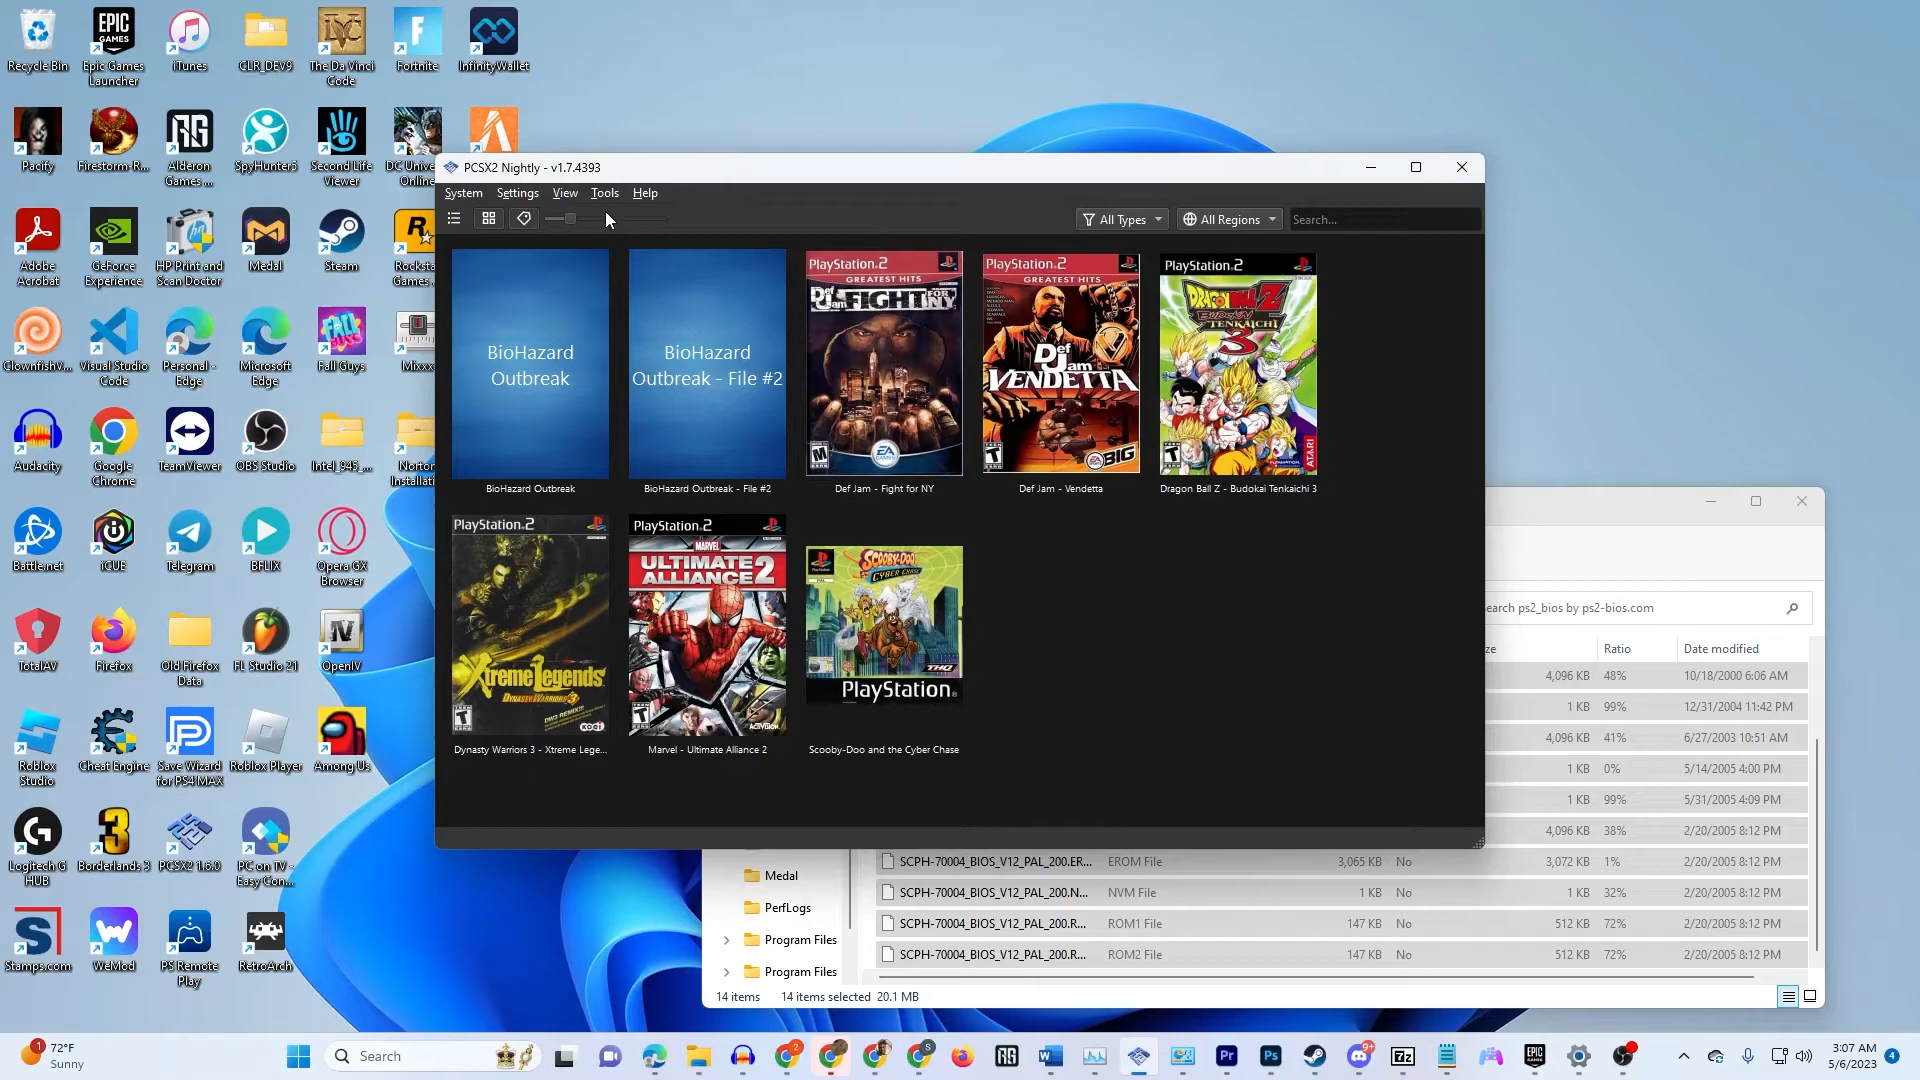 Recycle Bin
Epic Games
Launcher
iTunes
CLR_DEV9
The Da Vinci
Code
Fortnite
InfinityWallet
Pacify
Firestorm-R...
Alderon
Games ...
SpyHunter5
Second Life
Viewer
DC Unive
Online
Adobe
Acrobat
GeForce
Experience
HP Print and
Scan Doctor
Medal
Steam
Rocksta
Games
ClownfishV...
Visual Studio
Code
Personal -
Edge
Microsoft
Edge
Fall Guys
Mixxx
Audacity
Google
Chrome
TeamViewer
OBS Studio
Intel_945_...
Norton
Installati
Battle.net
iCUE
Telegram
BFLIX
Opera GX
Browser
TotalAV
Firefox
Old Firefox
Data
FL Studio 21
OpenIV
Roblox
Studio
Cheat Engine
Save Wizard
for PS4 MAX
Roblox Player
Among Us
Logitech G
HUB
Borderlands 3
PCSX2 1.6.0
PC on TV -
Easy Con...
Stamps.com
WeMod
PS Remote
Play
RetroArch
PCSX2 Nightly - v1.7.4393
System Settings View Tools Help
All Types All Regions Search...
BioHazard
Outbreak
BioHazard
Outbreak - File #2
PlayStation.2
GREATEST HITS
Def Jam FIGHT FOR NY
PlayStation.2
GREATEST HITS
Def Jam
VENDETTA
EA BIG
PlayStation.2
DRAGON BALL Z
BUDOKAI
TENKAICHI
3
ATARI
BioHazard Outbreak
BioHazard Outbreak - File #2
Def Jam - Fight for NY
Def Jam - Vendetta
Dragon Ball Z - Budokai Tenkaichi 3
PlayStation.2
Xtreme Legends
DYNASTY WARRIORS 3
KOEI
PlayStation.2
MARVEL
ULTIMATE
ALLIANCE 2
ACTIVISION
SCOOBY-DOO
CYBER CHASE
THQ
PlayStation
Dynasty Warriors 3 - Xtreme Lege...
Marvel - Ultimate Alliance 2
Scooby-Doo and the Cyber Chase
earch ps2_bios by ps2-bios.com
ze Ratio Date modified
4,096 KB 48% 10/18/2000 6:06 AM
1 KB 99% 12/31/2004 11:42 PM
4,096 KB 41% 6/27/2003 10:51 AM
1 KB 0% 5/14/2005 4:00 PM
1 KB 99% 5/31/2005 4:09 PM
4,096 KB 38% 2/20/2005 8:12 PM
SCPH-70004_BIOS_V12_PAL_200.ER... EROM File 3,065 KB No 3,072 KB 1% 2/20/2005 8:12 PM
SCPH-70004_BIOS_V12_PAL_200.N... NVM File 1 KB No 1 KB 32% 2/20/2005 8:12 PM
SCPH-70004_BIOS_V12_PAL_200.R... ROM1 File 147 KB No 512 KB 72% 2/20/2005 8:12 PM
SCPH-70004_BIOS_V12_PAL_200.R... ROM2 File 147 KB No 512 KB 72% 2/20/2005 8:12 PM
Medal
PerfLogs
Program Files
Program Files
14 items 14 items selected 20.1 MB
72°F
Sunny
Search
3:07 AM
5/6/2023